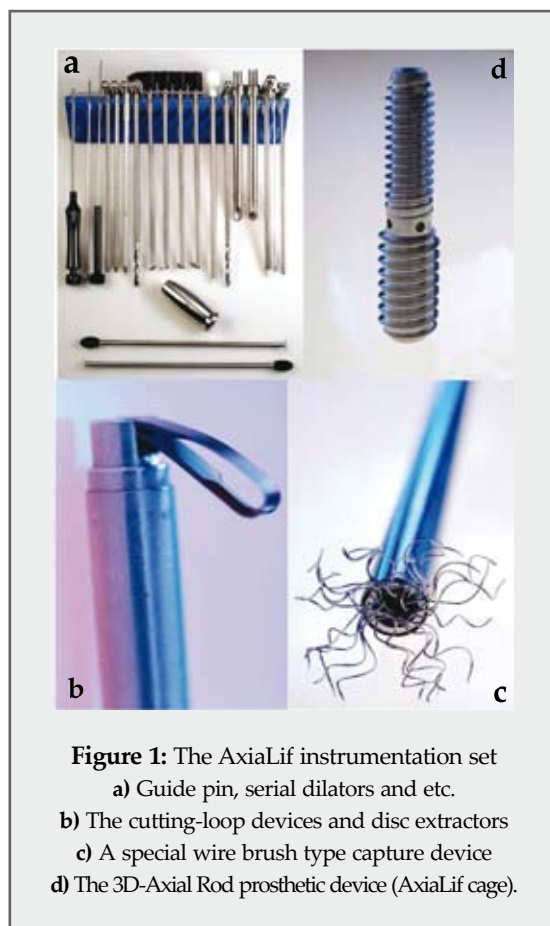 a
d
b
c
Figure 1: The AxiaLif instrumentation set
a) Guide pin, serial dilators and etc.
b) The cutting-loop devices and disc extractors
c) A special wire brush type capture device
d) The 3D-Axial Rod prosthetic device (AxiaLif cage).